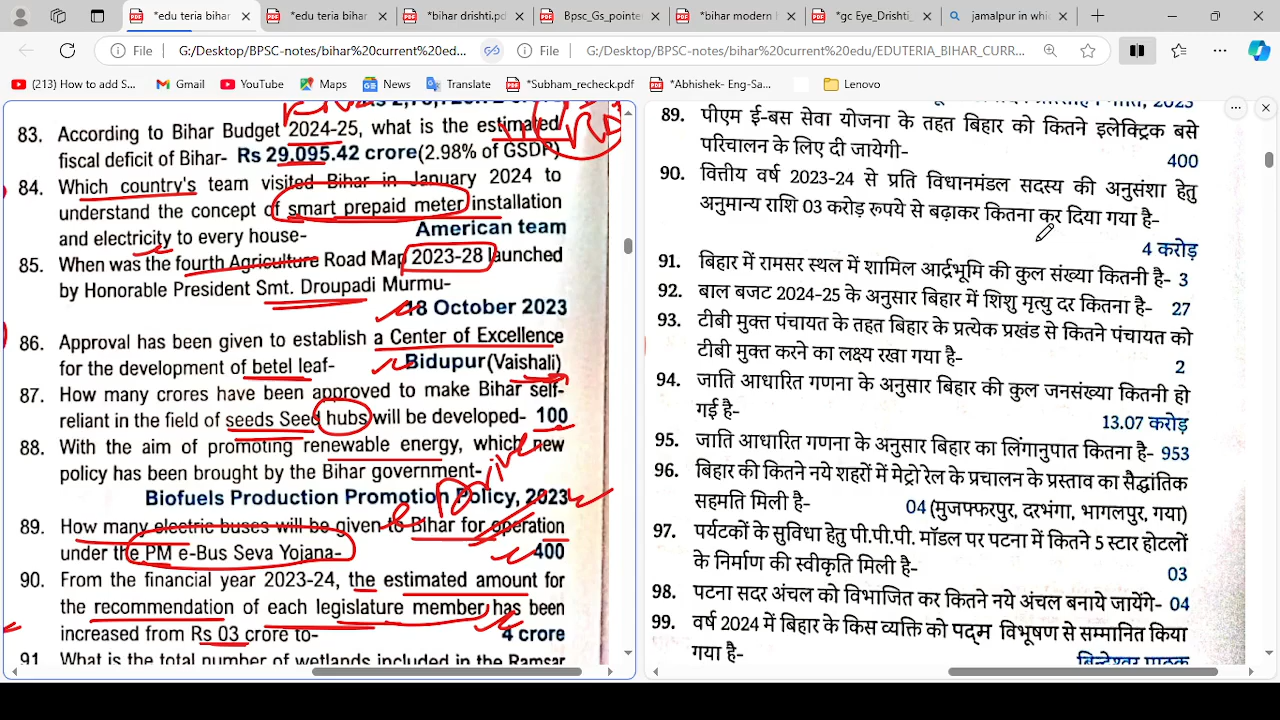 *edu teria bihar
*edu teria bihar
*bihar drishti.pd
Bpsc_Gs_pointe
*bihar modern
*gc Eye_Drishti_
jamalpur in whi
File
G:/Desktop/BPSC-notes/bihar%20current%20ed...
File
G:/Desktop/BPSC-notes/bihar%20current%20edu/EDUTERIA_BIHAR_CURR...
(213) How to add S...
Gmail
YouTube
Maps
News
Translate
*Subham_recheck.pdf
*Abhishek- Eng-Sa...
Lenovo
83. According to Bihar Budget 2024-25, what is the estimated
fiscal deficit of Bihar- Rs 29.095.42 crore(2.98% of GSDP)
84. Which country's team visited Bihar in January 2024 to
understand the concept of smart prepaid meter installation
and electricity to every house- American team
85. When was the fourth Agriculture Road Map 2023-28 launched
by Honorable President Smt. Droupadi Murmu-
18 October 2023
86. Approval has been given to establish a Center of Excellence
for the development of betel leaf- Bidupur(Vaishali)
87. How many crores have been approved to make Bihar self-
reliant in the field of seeds Seed hubs will be developed- 100
88. With the aim of promoting renewable energy, which new
policy has been brought by the Bihar government-
Biofuels Production Promotion Policy, 2023
e Drive
89. How many electric buses will be given to Bihar for operation
under the PM e-Bus Seva Yojana- 400
90. From the financial year 2023-24, the estimated amount for
the recommendation of each legislature member has been
increased from Rs 03 crore to- 4 crore
91. What is the total number of wetlands included in the Ramsar
89. पीएम ई-बस सेवा योजना के तहत बिहार को कितने इलेक्ट्रिक बसे
परिचालन के लिए दी जायेगी- 400
90. वित्तीय वर्ष 2023-24 से प्रति विधानमंडल सदस्य की अनुसंशा हेतु
अनुमान्य राशि 03 करोड़ रुपये से बढ़ाकर कितना कर दिया गया है-
4 करोड़
91. बिहार में रामसर स्थल में शामिल आर्द्रभूमि की कुल संख्या कितनी है- 3
92. बाल बजट 2024-25 के अनुसार बिहार में शिशु मृत्यु दर कितना है- 27
93. टीबी मुक्त पंचायत के तहत बिहार के प्रत्येक प्रखंड से कितने पंचायत को
टीबी मुक्त करने का लक्ष्य रखा गया है- 2
94. जाति आधारित गणना के अनुसार बिहार की कुल जनसंख्या कितनी हो
गई है- 13.07 करोड़
95. जाति आधारित गणना के अनुसार बिहार का लिंगानुपात कितना है- 953
96. बिहार की कितने नये शहरों में मेट्रो रेल के प्रचालन के प्रस्ताव का सैद्धांतिक
सहमति मिली है- 04 (मुजफ्फरपुर, दरभंगा, भागलपुर, गया)
97. पर्यटकों के सुविधा हेतु पी.पी.पी. मॉडल पर पटना में कितने 5 स्टार होटलों
के निर्माण की स्वीकृति मिली है- 03
98. पटना सदर अंचल को विभाजित कर कितने नये अंचल बनाये जायेंगे- 04
99. वर्ष 2024 में बिहार के किस व्यक्ति को पद्म विभूषण से सम्मानित किया
गया है- बिन्देश्वर पाठक